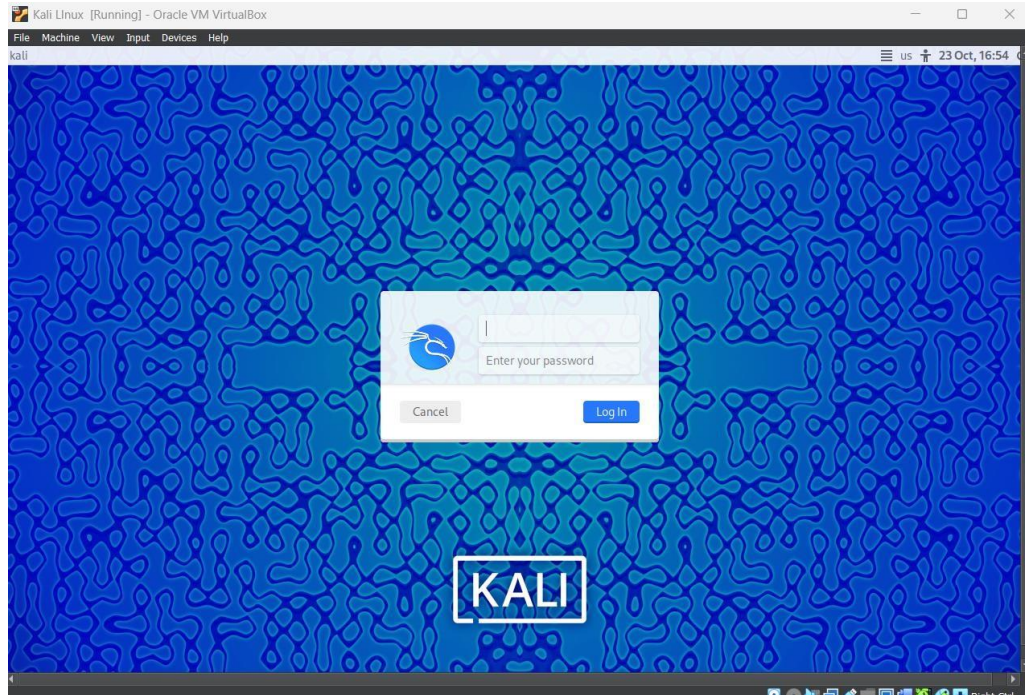 Kali LInux [Running] - Oracle VM VirtualBox
File Machine View Input Devices Help
kali us 23 Oct, 16:54
Enter your password
Cancel Log In
KALI
Right Ctrl